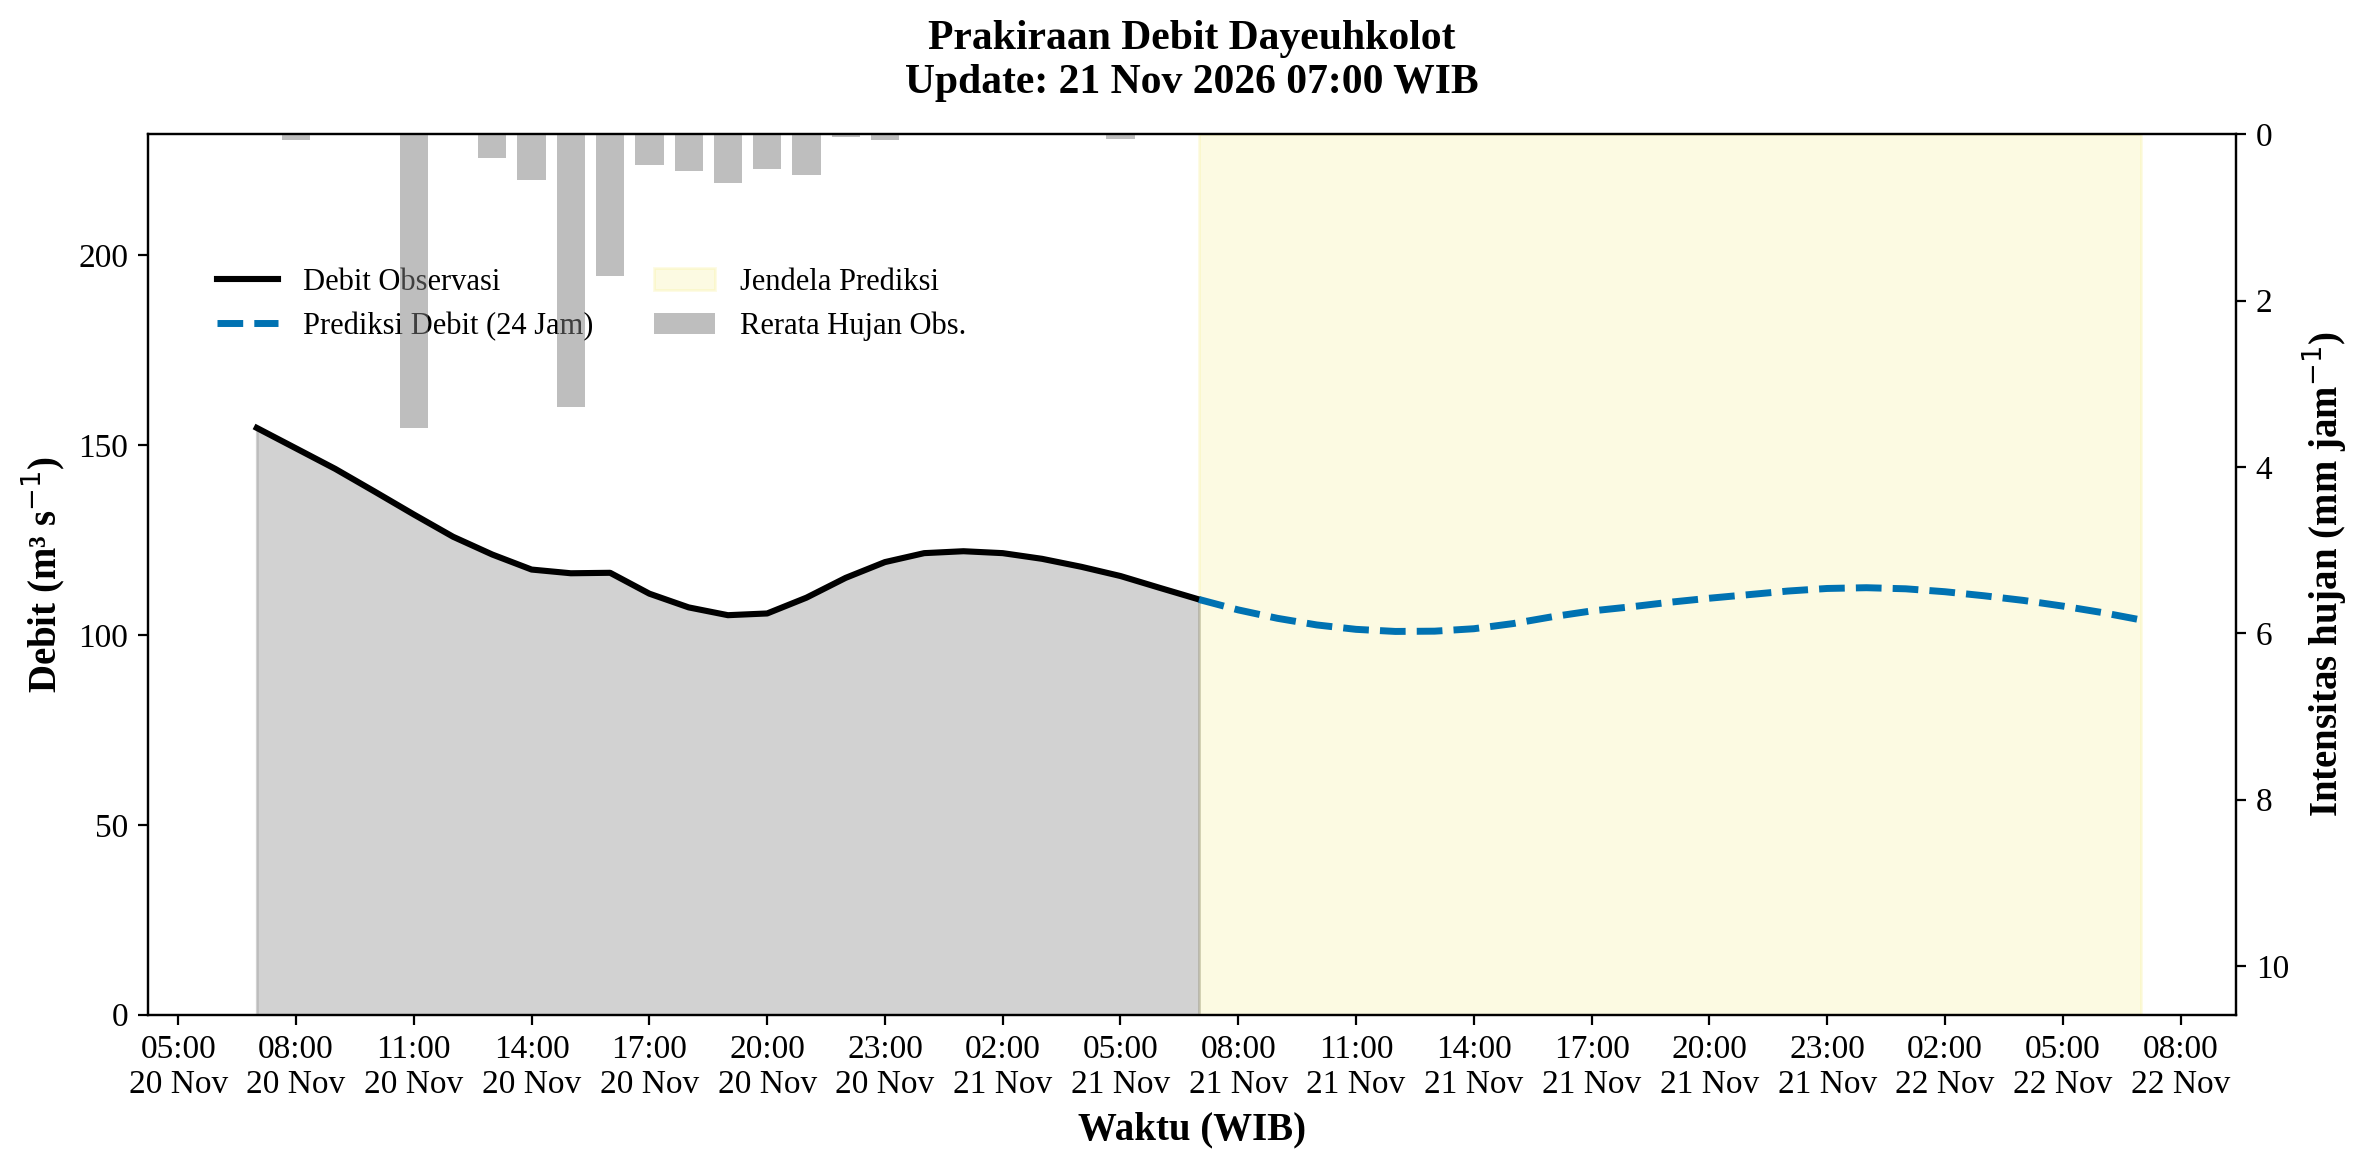 Prakiraan Debit Dayeuhkolot
Update: 21 Nov 2026 07:00 WIB
Debit (m³ s⁻¹)
200
150
100
50
0
Debit Observasi
Prediksi Debit (24 Jam)
Jendela Prediksi
Rerata Hujan Obs.
0
2
4
6
8
10
Intensitas hujan (mm jam⁻¹)
05:00 08:00 11:00 14:00 17:00 20:00 23:00 02:00 05:00 08:00 11:00 14:00 17:00 20:00 23:00 02:00 05:00 08:00
20 Nov 20 Nov 20 Nov 20 Nov 20 Nov 20 Nov 20 Nov 21 Nov 21 Nov 21 Nov 21 Nov 21 Nov 21 Nov 21 Nov 21 Nov 22 Nov 22 Nov 22 Nov
Waktu (WIB)